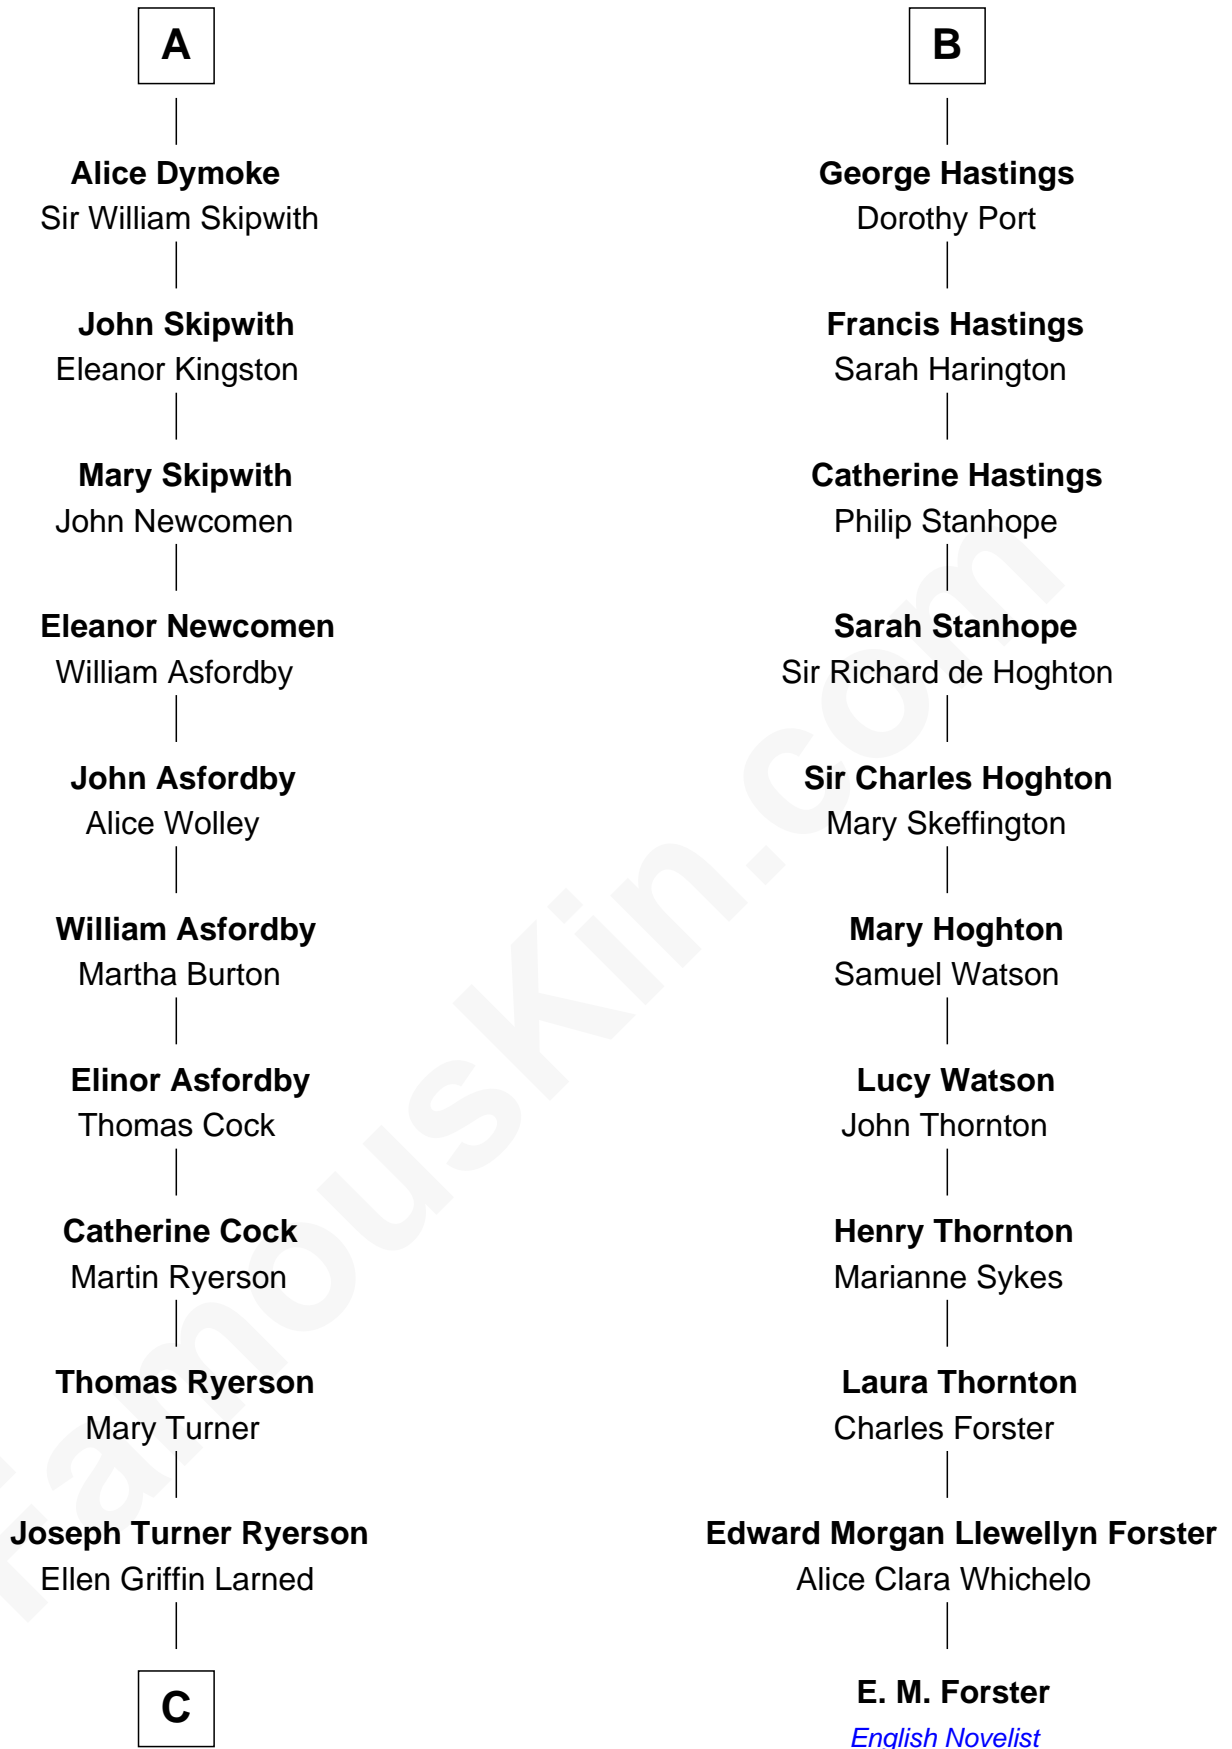 A
Alice Dymoke
Sir William Skipwith
John Skipwith
Eleanor Kingston
Mary Skipwith
John Newcomen
Eleanor Newcomen
William Asfordby
John Asfordby
Alice Wolley
William Asfordby
Martha Burton
Elinor Asfordby
Thomas Cock
Catherine Cock
Martin Ryerson
Thomas Ryerson
Mary Turner
Joseph Turner Ryerson
Ellen Griffin Larned
C
B
George Hastings
Dorothy Port
Francis Hastings
Sarah Harington
Catherine Hastings
Philip Stanhope
Sarah Stanhope
Sir Richard de Hoghton
Sir Charles Hoghton
Mary Skeffington
Mary Hoghton
Samuel Watson
Lucy Watson
John Thornton
Henry Thornton
Marianne Sykes
Laura Thornton
Charles Forster
Edward Morgan Llewellyn Forster
Alice Clara Whichelo
E. M. Forster
English Novelist
famouskin.com